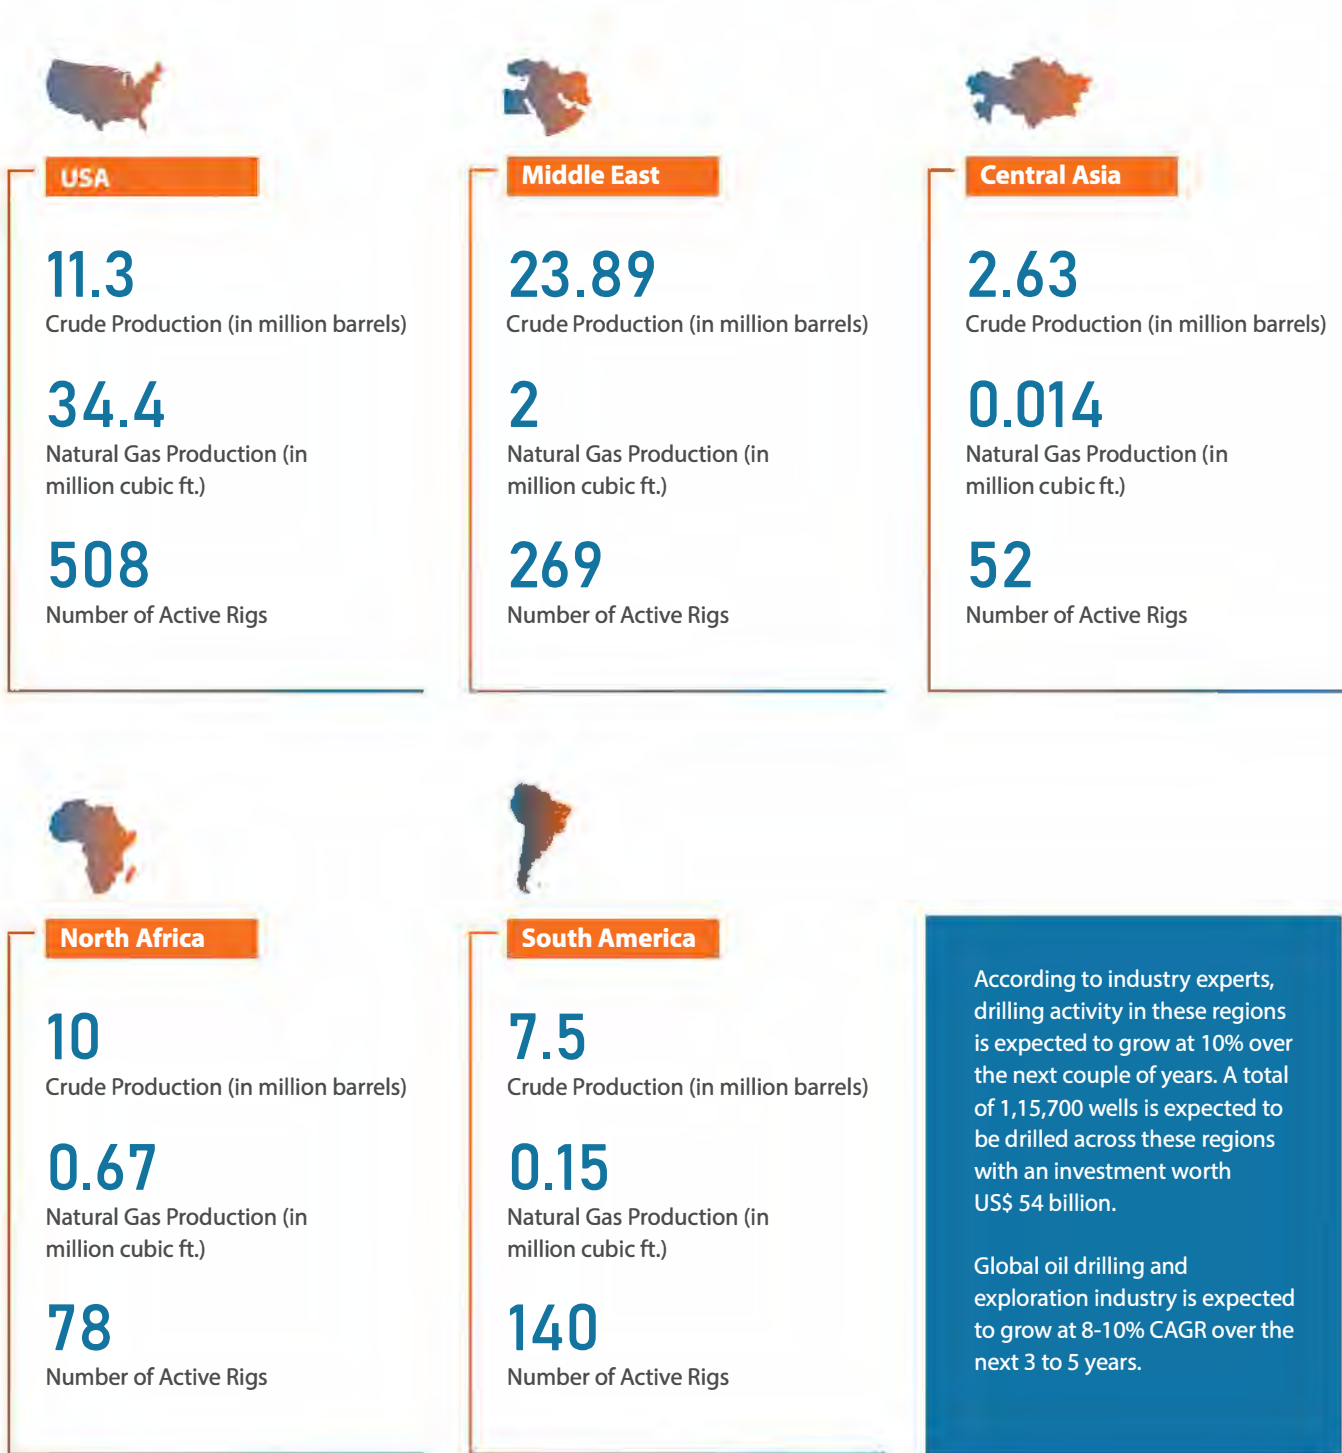 USA
11.3
Crude Production (in million barrels)
34.4
Natural Gas Production (in
million cubic ft.)
508
Number of Active Rigs
Middle East
23.89
Crude Production (in million barrels)
2
Natural Gas Production (in
million cubic ft.)
269
Number of Active Rigs
Central Asia
2.63
Crude Production (in million barrels)
0.014
Natural Gas Production (in
million cubic ft.)
52
Number of Active Rigs
North Africa
10
Crude Production (in million barrels)
0.67
Natural Gas Production (in
million cubic ft.)
78
Number of Active Rigs
South America
7.5
Crude Production (in million barrels)
0.15
Natural Gas Production (in
million cubic ft.)
140
Number of Active Rigs
According to industry experts,
drilling activity in these regions
is expected to grow at 10% over
the next couple of years. A total
of 1,15,700 wells is expected to
be drilled across these regions
with an investment worth
US$ 54 billion.
Global oil drilling and
exploration industry is expected
to grow at 8-10% CAGR over the
next 3 to 5 years.